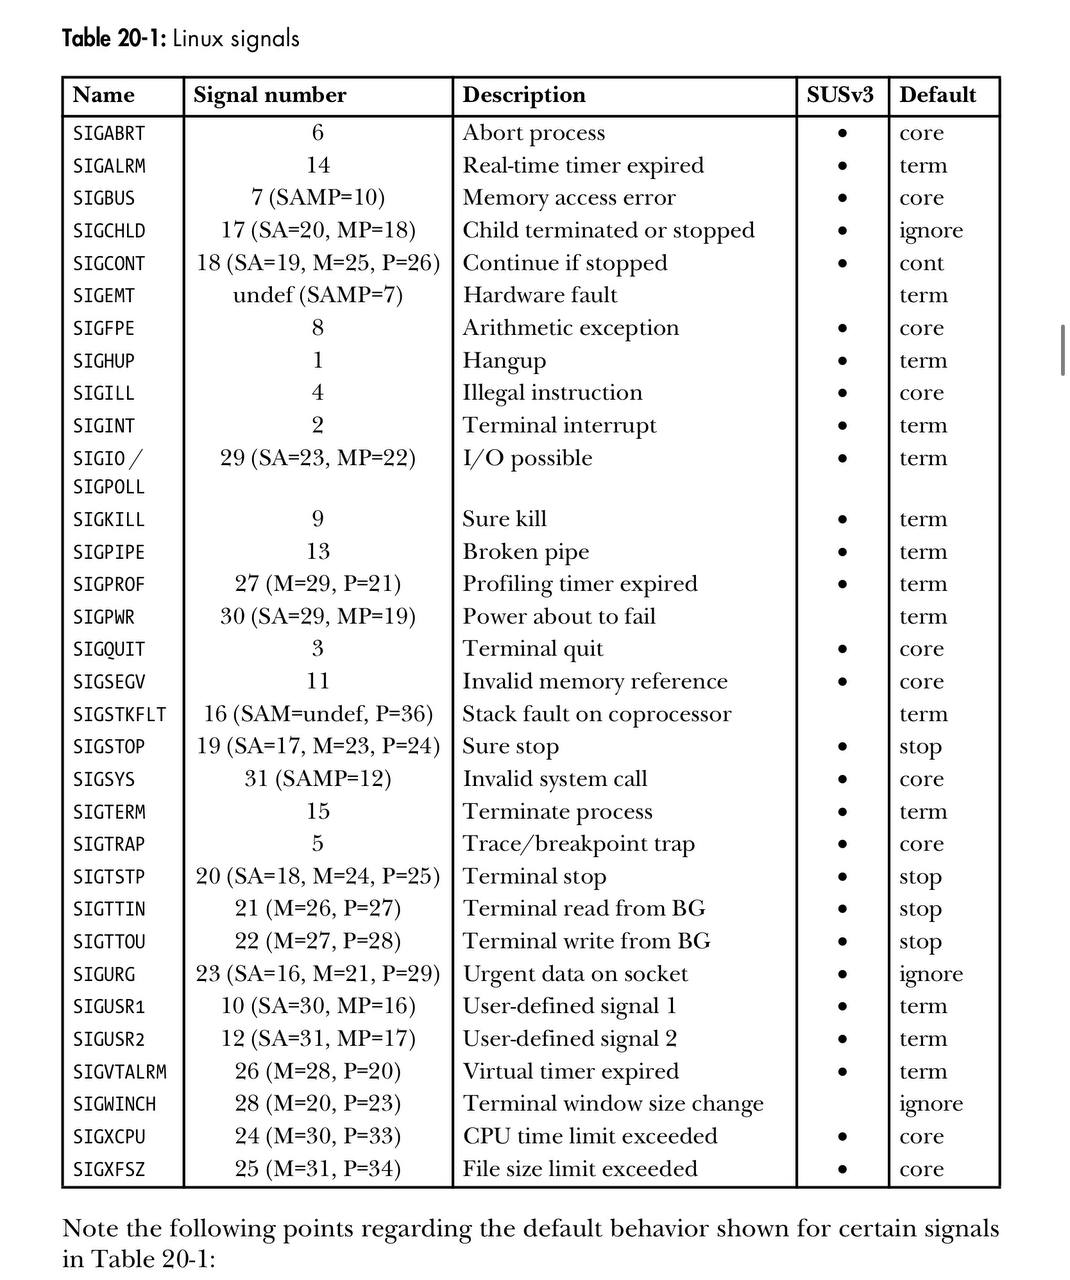 Table 20-1: Linux signals
Name Signal number Description SUSv3 Default
SIGABRT 6 Abort process • core
SIGALRM 14 Real-time timer expired • term
SIGBUS 7 (SAMP=10) Memory access error • core
SIGCHLD 17 (SA=20, MP=18) Child terminated or stopped • ignore
SIGCONT 18 (SA=19, M=25, P=26) Continue if stopped • cont
SIGEMT undef (SAMP=7) Hardware fault term
SIGFPE 8 Arithmetic exception • core
SIGHUP 1 Hangup • term
SIGILL 4 Illegal instruction • core
SIGINT 2 Terminal interrupt • term
SIGIO / 29 (SA=23, MP=22) I/O possible • term
SIGPOLL
SIGKILL 9 Sure kill • term
SIGPIPE 13 Broken pipe • term
SIGPROF 27 (M=29, P=21) Profiling timer expired • term
SIGPWR 30 (SA=29, MP=19) Power about to fail term
SIGQUIT 3 Terminal quit • core
SIGSEGV 11 Invalid memory reference • core
SIGSTKFLT 16 (SAM=undef, P=36) Stack fault on coprocessor term
SIGSTOP 19 (SA=17, M=23, P=24) Sure stop • stop
SIGSYS 31 (SAMP=12) Invalid system call • core
SIGTERM 15 Terminate process • term
SIGTRAP 5 Trace/breakpoint trap • core
SIGTSTP 20 (SA=18, M=24, P=25) Terminal stop • stop
SIGTTIN 21 (M=26, P=27) Terminal read from BG • stop
SIGTTOU 22 (M=27, P=28) Terminal write from BG • stop
SIGURG 23 (SA=16, M=21, P=29) Urgent data on socket • ignore
SIGUSR1 10 (SA=30, MP=16) User-defined signal 1 • term
SIGUSR2 12 (SA=31, MP=17) User-defined signal 2 • term
SIGVTALRM 26 (M=28, P=20) Virtual timer expired • term
SIGWINCH 28 (M=20, P=23) Terminal window size change ignore
SIGXCPU 24 (M=30, P=33) CPU time limit exceeded • core
SIGXFSZ 25 (M=31, P=34) File size limit exceeded • core
Note the following points regarding the default behavior shown for certain signals
in Table 20-1: